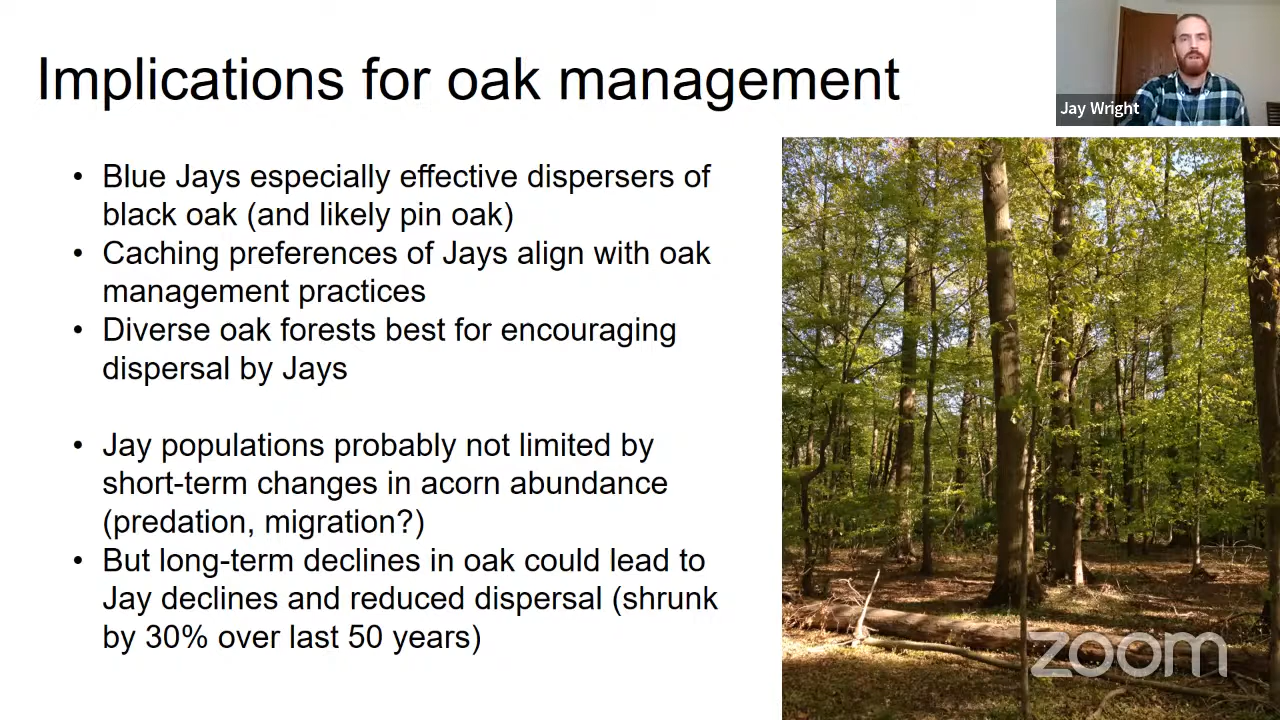 Implications for oak management
Jay Wright
• Blue Jays especially effective dispersers of
black oak (and likely pin oak)
• Caching preferences of Jays align with oak
management practices
• Diverse oak forests best for encouraging
dispersal by Jays
• Jay populations probably not limited by
short-term changes in acorn abundance
(predation, migration?)
• But long-term declines in oak could lead to
Jay declines and reduced dispersal (shrunk
by 30% over last 50 years)
zoom